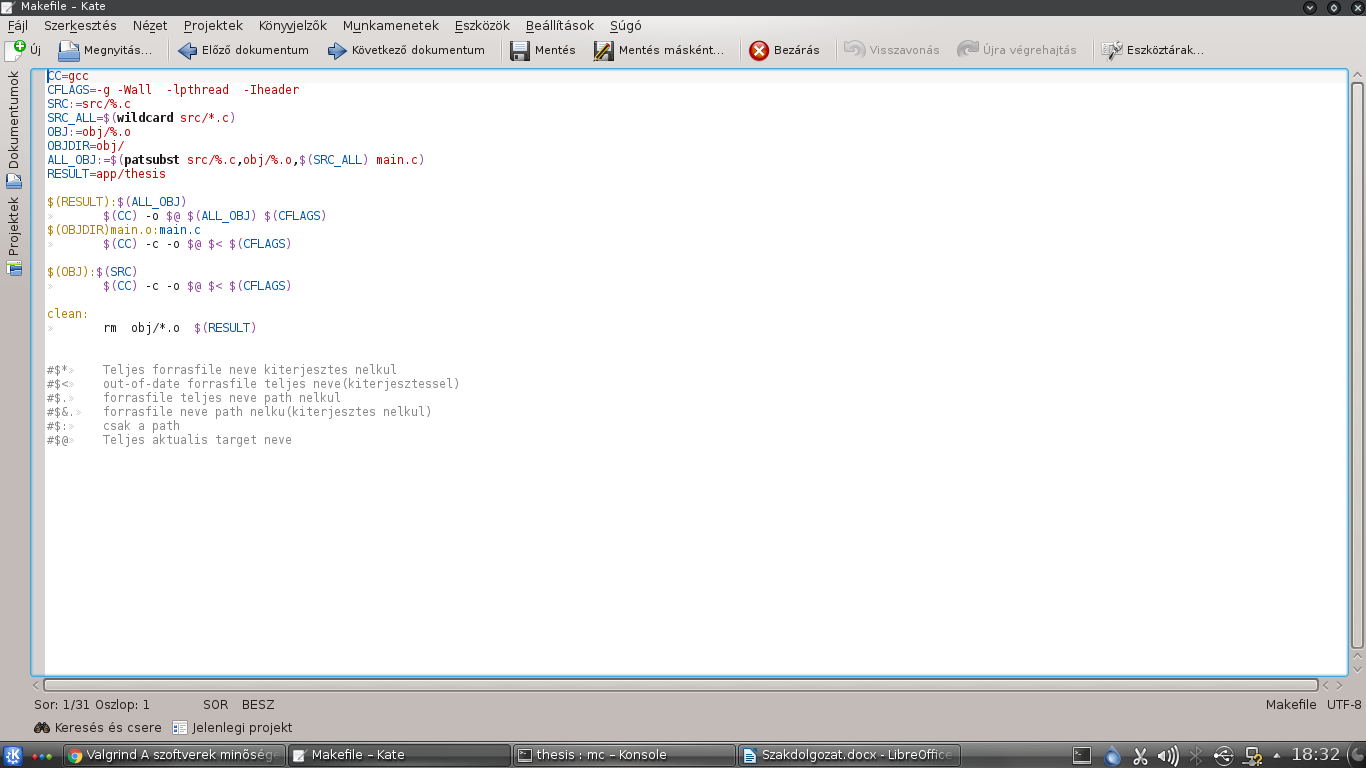 Makefile – Kate
Fájl Szerkesztés Nézet Projektek Könyvjelzők Munkamenetek Eszközök Beállítások Súgó
Új Megnyitás... Előző dokumentum Következő dokumentum Mentés Mentés másként... Bezárás Visszavonás Újra végrehajtás Eszköztárak...
Dokumentumok
Projektek
CC=gcc
CFLAGS=-g -Wall  -lpthread  -Iheader
SRC:=src/%.c
SRC_ALL=$(wildcard src/*.c)
OBJ:=obj/%.o
OBJDIR=obj/
ALL_OBJ:=$(patsubst src/%.c,obj/%.o,$(SRC_ALL) main.c)
RESULT=app/thesis
$(RESULT):$(ALL_OBJ)
» $(CC) -o $@ $(ALL_OBJ) $(CFLAGS)
$(OBJDIR)main.o:main.c
» $(CC) -c -o $@ $< $(CFLAGS)
$(OBJ):$(SRC)
» $(CC) -c -o $@ $< $(CFLAGS)
clean:
» rm  obj/*.o  $(RESULT)
#$*» Teljes forrasfile neve kiterjesztes nelkul
#$<» out-of-date forrasfile teljes neve(kiterjesztessel)
#$.» forrasfile teljes neve path nelkul
#$&.» forrasfile neve path nelku(kiterjesztes nelkul)
#$:» csak a path
#$@» Teljes aktualis target neve
Sor: 1/31 Oszlop: 1 SOR BESZ Makefile UTF-8
Keresés és csere Jelenlegi projekt
Valgrind A szoftverek minősége Makefile – Kate thesis : mc – Konsole Szakdolgozat.docx - LibreOffice 18:32